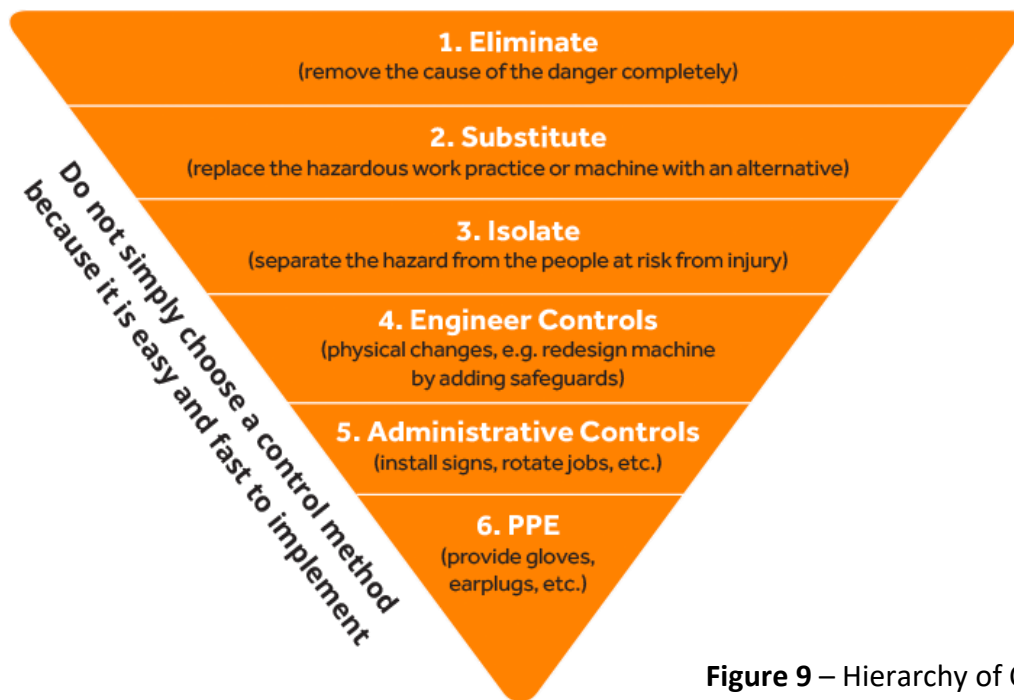 1. Eliminate
(remove the cause of the danger completely)
2. Substitute
(replace the hazardous work practice or machine with an alternative)
3. Isolate
(separate the hazard from the people at risk from injury)
4. Engineer Controls
(physical changes, e.g. redesign machine
by adding safeguards)
5. Administrative Controls
(install signs, rotate jobs, etc.)
6. PPE
(provide gloves,
earplugs, etc.)
Do not simply choose a control method
because it is easy and fast to implement
Figure 9 – Hierarchy of